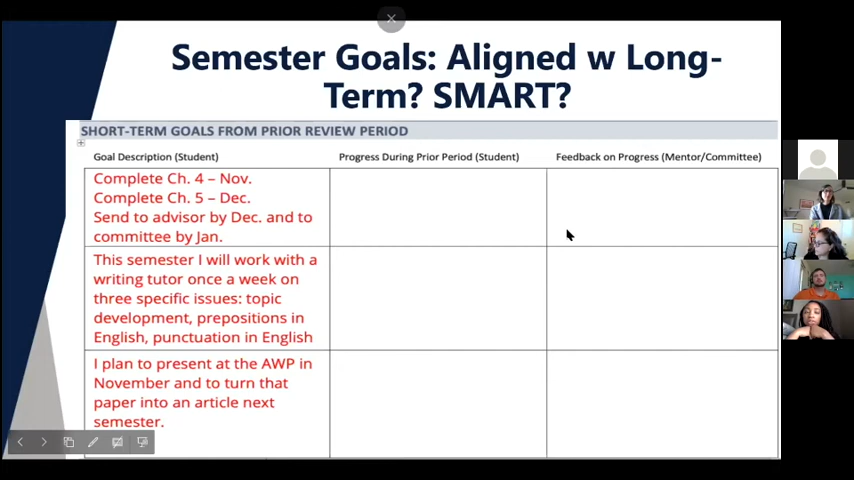 Semester Goals: Aligned w Long-
Term? SMART?
SHORT-TERM GOALS FROM PRIOR REVIEW PERIOD
Goal Description (Student)
Progress During Prior Period (Student)
Feedback on Progress (Mentor/Committee)
Complete Ch. 4 – Nov.
Complete Ch. 5 – Dec.
Send to advisor by Dec. and to
committee by Jan.
This semester I will work with a
writing tutor once a week on
three specific issues: topic
development, prepositions in
English, punctuation in English
I plan to present at the AWP in
November and to turn that
paper into an article next
semester.